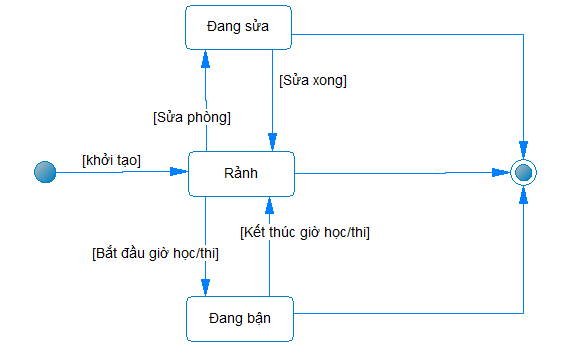 Đang sửa
[Sửa xong]
[Sửa phòng]
[khởi tạo]
Rảnh
[Kết thúc giờ học/thi]
[Bắt đầu giờ học/thi]
Đang bận